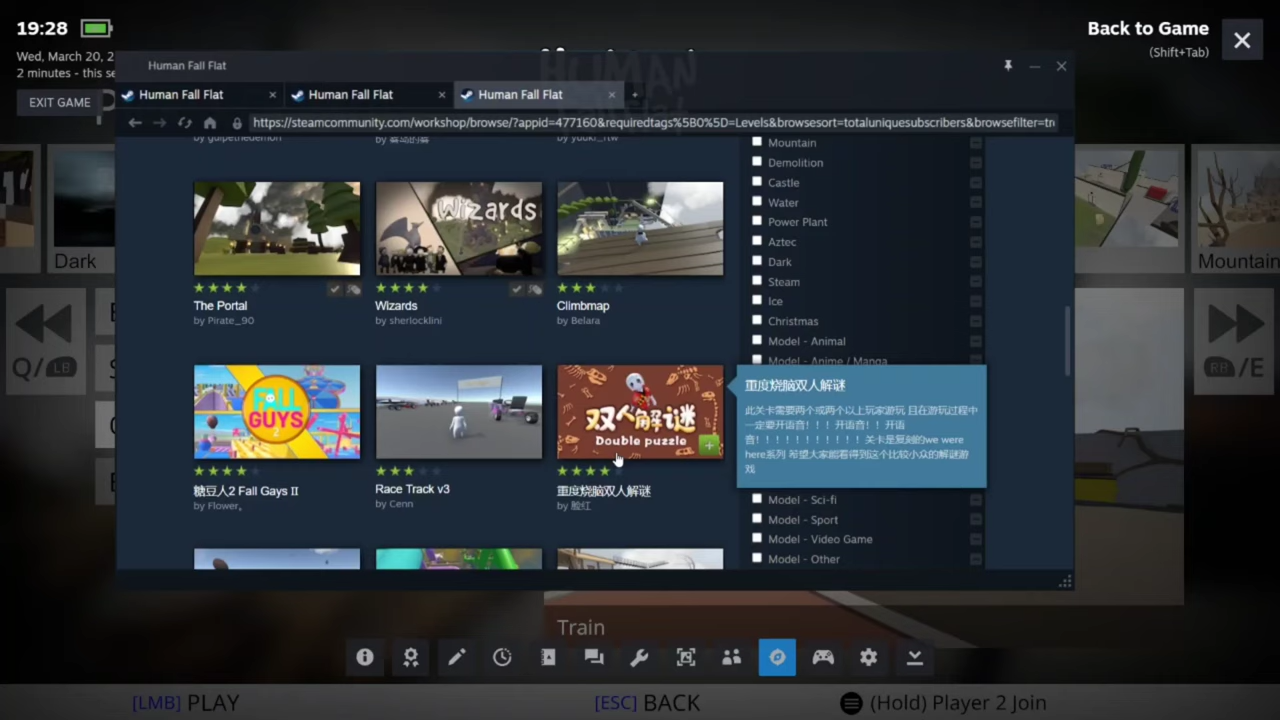 19:28
Wed, March 20, 2
2 minutes - this se
EXIT GAME
Back to Game
(Shift+Tab)
Human Fall Flat
Human Fall Flat
Human Fall Flat
Human Fall Flat
https://steamcommunity.com/workshop/browse/?appid=477160&requiredtags%5B0%5D=Levels&browsesort=totaluniquesubscribers&browsefilter=tr
HUMAN
Mountain
Demolition
Castle
Water
Power Plant
Aztec
Dark
Steam
Ice
Christmas
Model - Animal
Model - Anime / Manga
Wizards
The Portal
by Pirate_90
Wizards
by sherlocklini
Climbmap
by Belara
FALL
GUYS
双人解谜
Double puzzle
糖豆人2 Fall Gays II
by Flower,
Race Track v3
by Cenn
重度烧脑双人解谜
by 殷红
重度烧脑双人解谜
此关卡需要两个或两个以上玩家游玩 且在游玩过程中
一定要开语音！！！开语音！！开语
音！！！！！！！！！！！关卡是复刻的we were
here系列 希望大家能看得到这个比较小众的解谜游
戏
Model - Sci-fi
Model - Sport
Model - Video Game
Model - Other
Dark
Mountain
Q/ LB
RB /E
Train
[LMB] PLAY
[ESC] BACK
(Hold) Player 2 Join